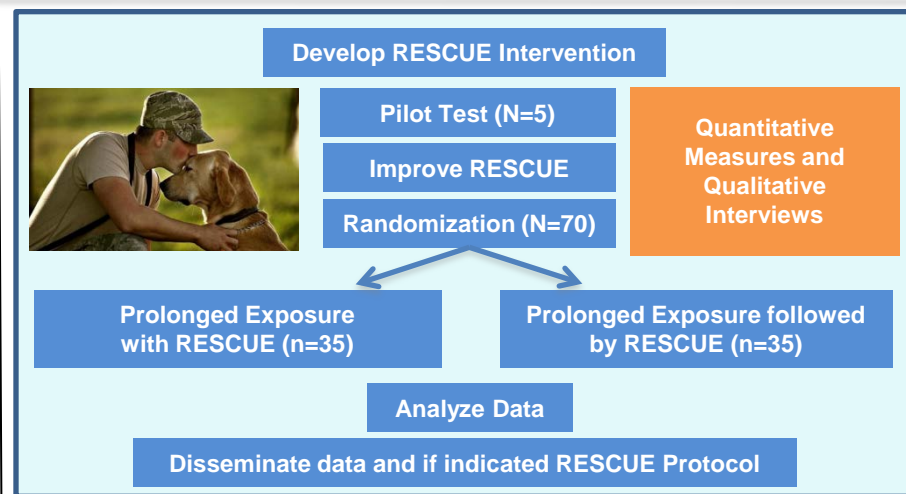 Develop RESCUE Intervention
Pilot Test (N=5)
Improve RESCUE
Randomization (N=70)
Quantitative
Measures and
Qualitative
Interviews
Prolonged Exposure
with RESCUE (n=35)
Prolonged Exposure followed
by RESCUE (n=35)
Analyze Data
Disseminate data and if indicated RESCUE Protocol